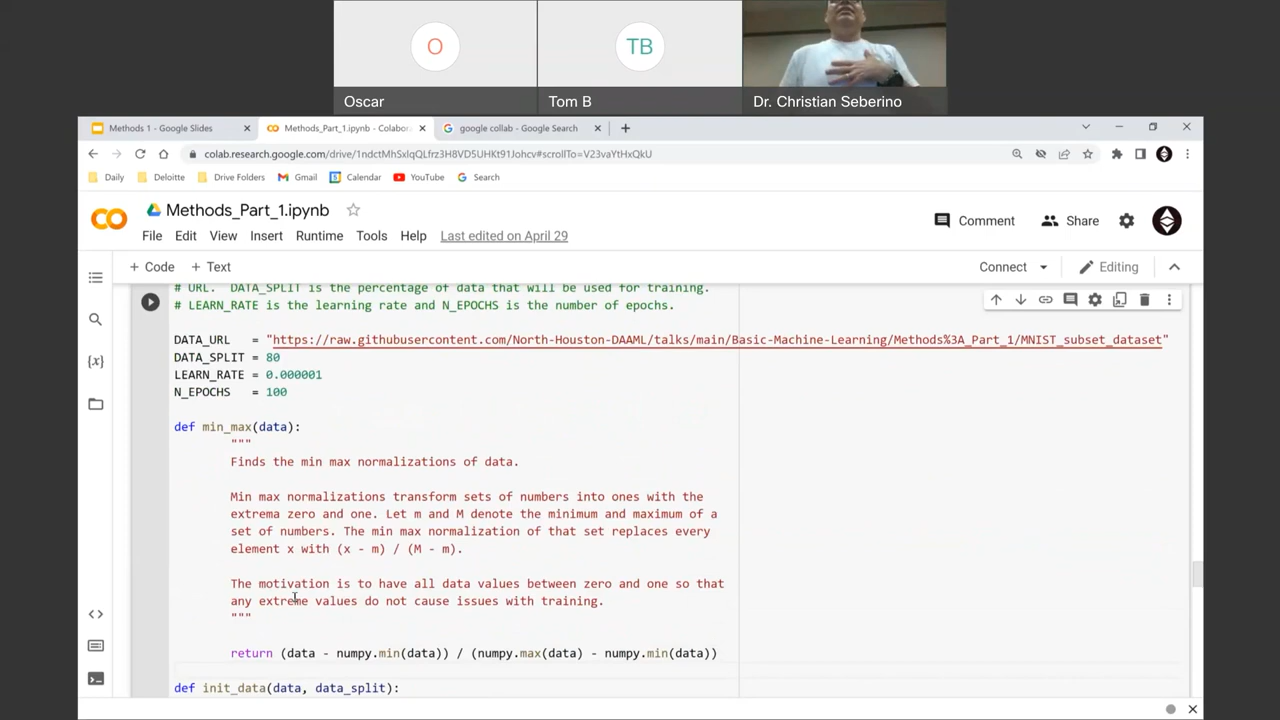 O
TB
Oscar
Tom B
Dr. Christian Seberino
Methods 1 - Google Slides
Methods_Part_1.ipynb - Colabora
google collab - Google Search
colab.research.google.com/drive/1ndctMhSxlqQLfrz3H8VD5UHKt91Johcv#scrollTo=V23vaYtHxQkU
Daily
Deloitte
Drive Folders
Gmail
Calendar
YouTube
Search
Methods_Part_1.ipynb
Comment
Share
File Edit View Insert Runtime Tools Help Last edited on April 29
+ Code + Text
Connect
Editing
# URL. DATA_SPLIT is the percentage of data that will be used for training.
# LEARN_RATE is the learning rate and N_EPOCHS is the number of epochs.
DATA_URL = "https://raw.githubusercontent.com/North-Houston-DAAML/talks/main/Basic-Machine-Learning/Methods%3A_Part_1/MNIST_subset_dataset"
DATA_SPLIT = 80
LEARN_RATE = 0.000001
N_EPOCHS = 100
def min_max(data):
"""
Finds the min max normalizations of data.
Min max normalizations transform sets of numbers into ones with the
extrema zero and one. Let m and M denote the minimum and maximum of a
set of numbers. The min max normalization of that set replaces every
element x with (x - m) / (M - m).
The motivation is to have all data values between zero and one so that
any extreme values do not cause issues with training.
"""
return (data - numpy.min(data)) / (numpy.max(data) - numpy.min(data))
def init_data(data, data_split):